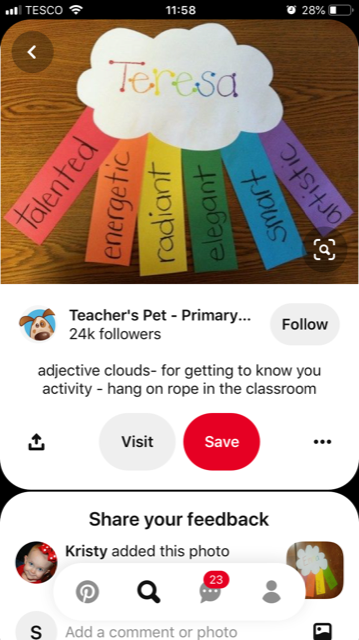 TESCO 11:58 28%
Teresa
talented
energetic
radiant
elegant
smart
artistic
Teacher's Pet - Primary...
24k followers
Follow
adjective clouds- for getting to know you
activity - hang on rope in the classroom
Visit
Save
Share your feedback
Kristy added this photo
23
S
Add a comment or photo